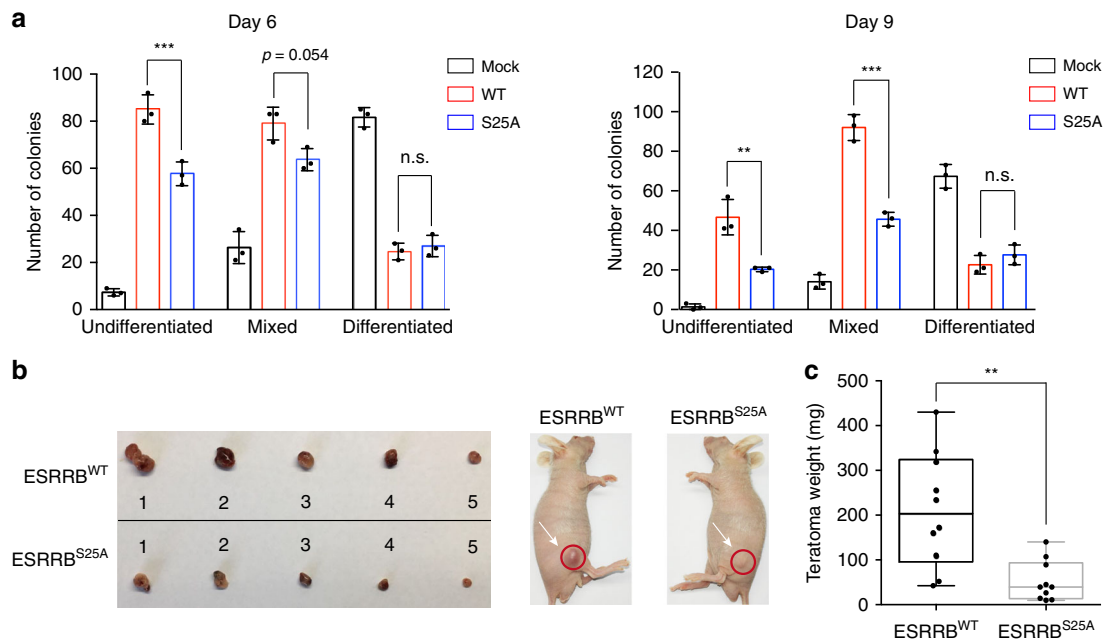 a
Day 6
Number of colonies
100
80
60
40
20
0
***
p = 0.054
n.s.
Undifferentiated
Mixed
Differentiated
Mock
WT
S25A
Day 9
Number of colonies
120
100
80
60
40
20
0
**
***
n.s.
Undifferentiated
Mixed
Differentiated
Mock
WT
S25A
b
ESRRB^WT
1 2 3 4 5
ESRRB^S25A
1 2 3 4 5
ESRRB^WT
ESRRB^S25A
c
Teratoma weight (mg)
500
400
300
200
100
0
**
ESRRB^WT
ESRRB^S25A